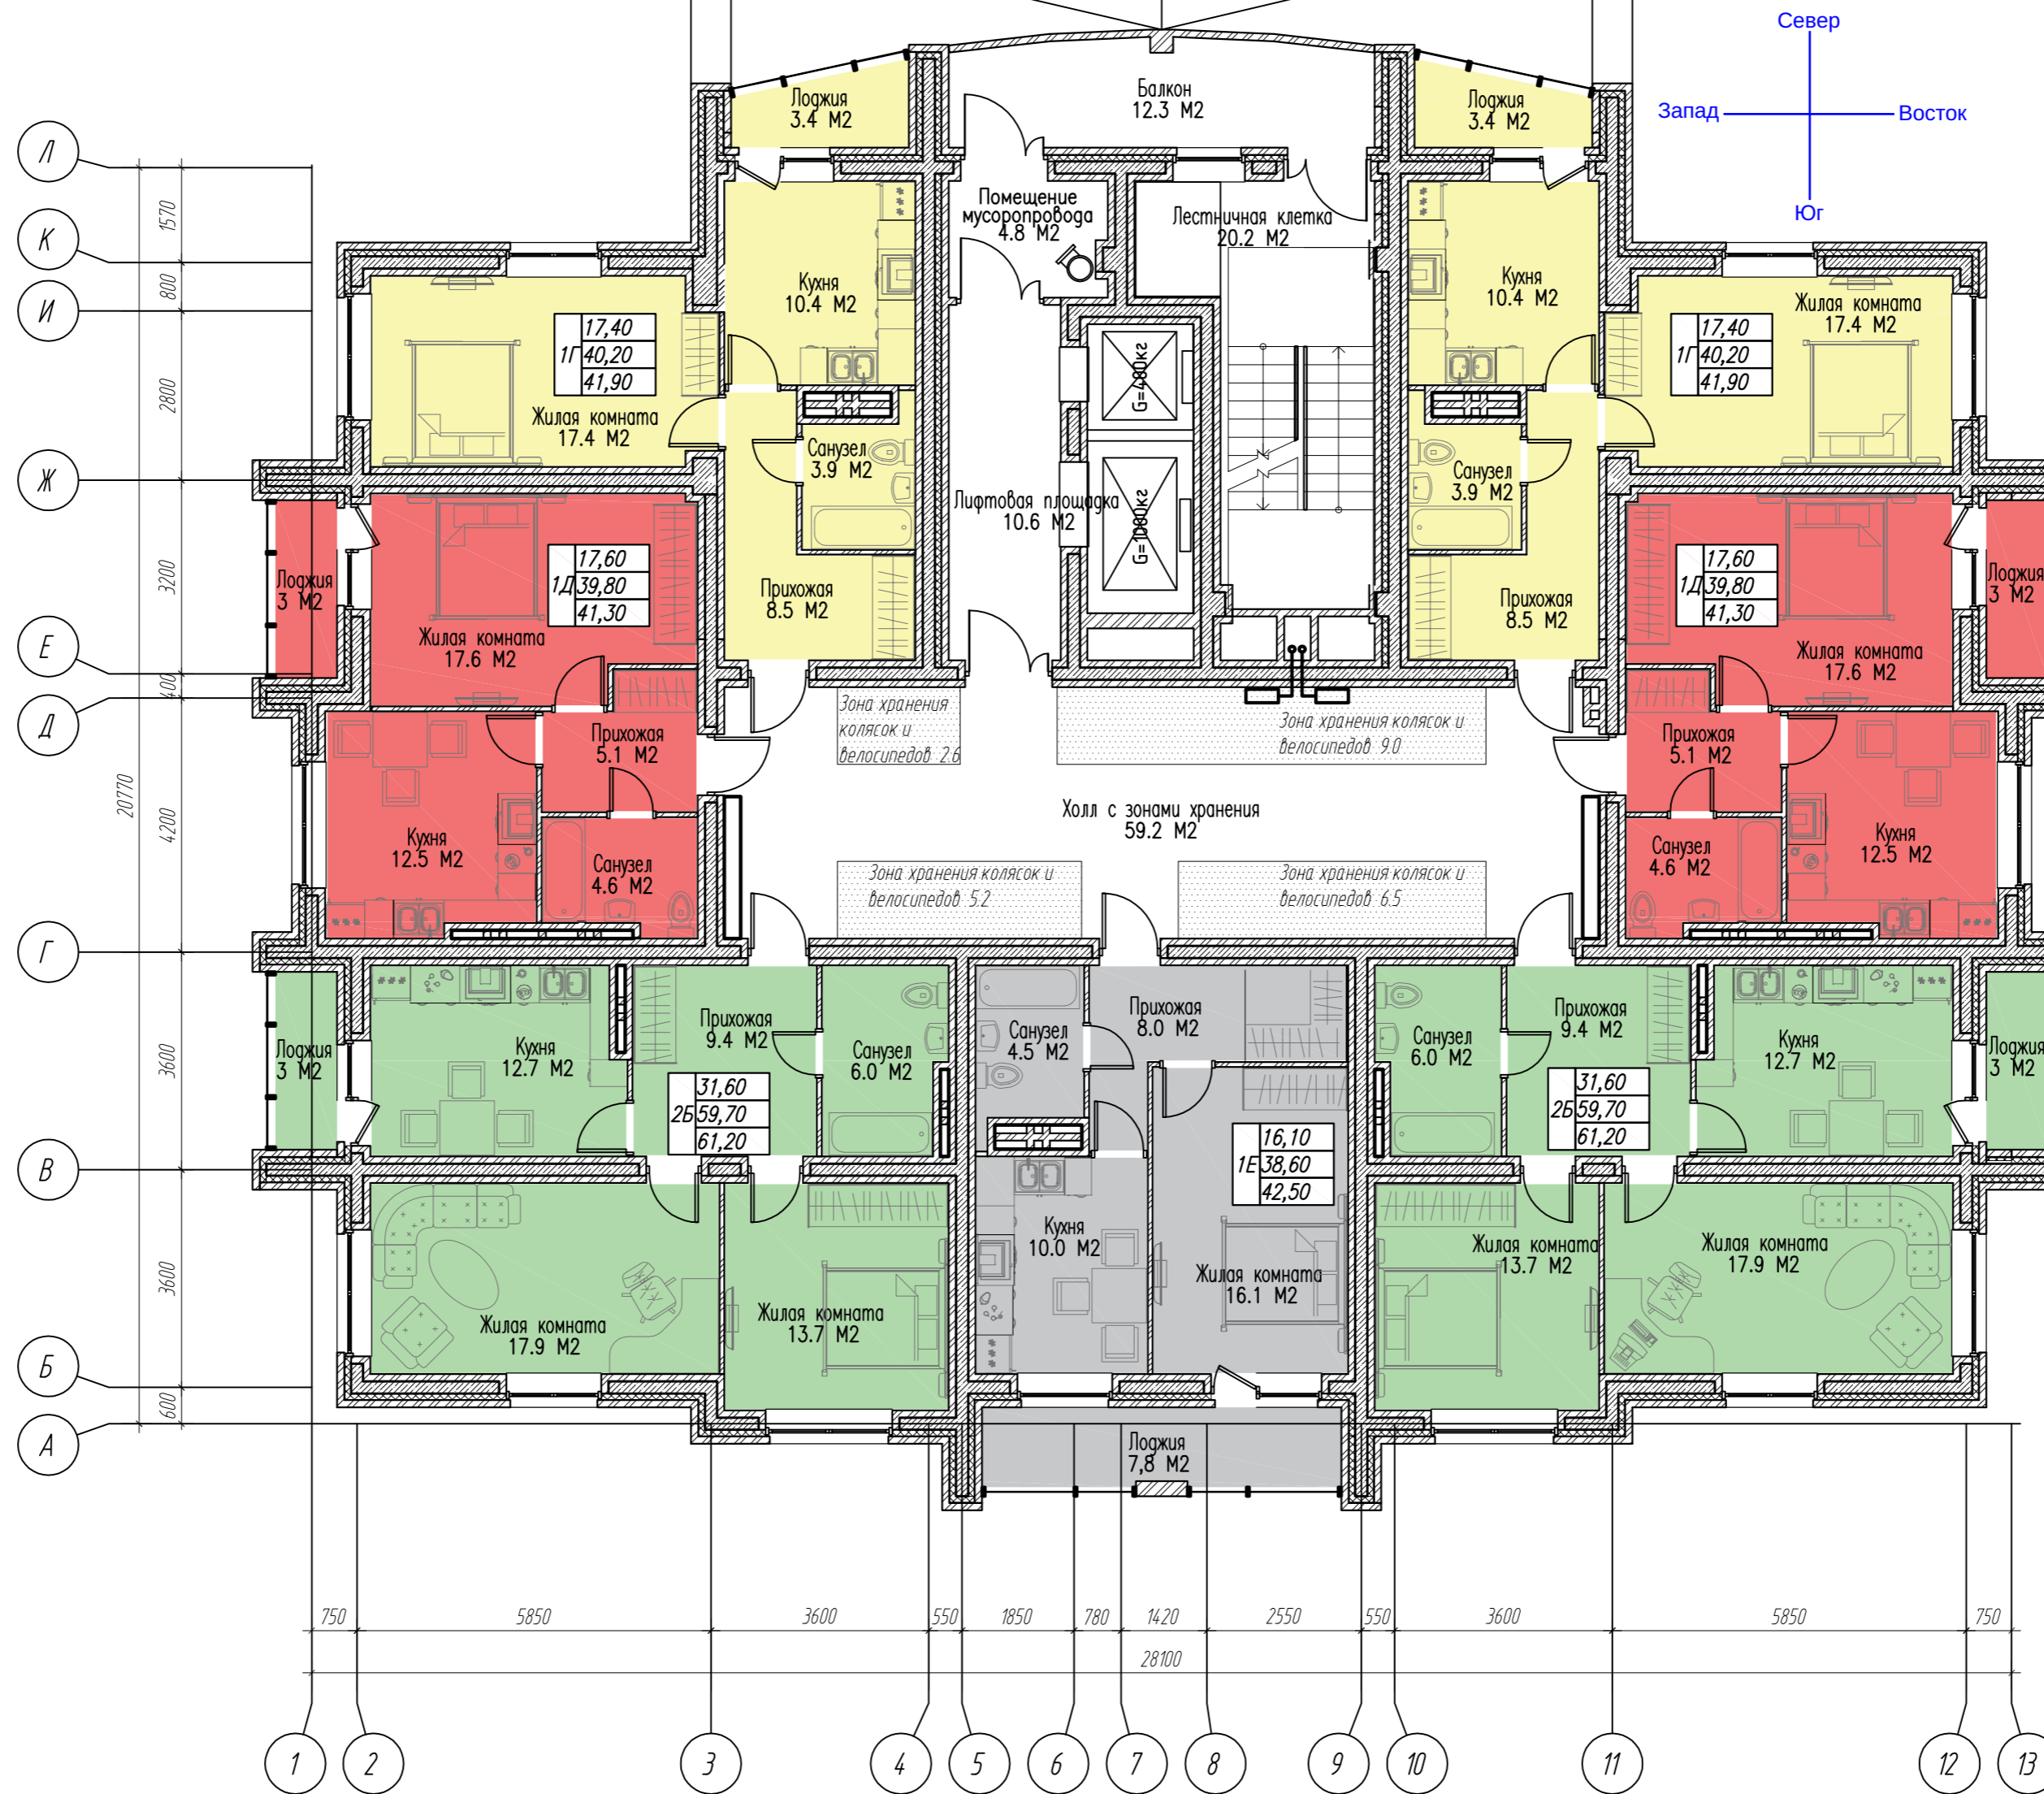 Север
Запад
Восток
Юг
Л
К
И
Ж
Е
Д
Г
В
Б
А
1570
800
2800
3200
400
4200
3600
3600
600
20770
Лоджия
3.4 М2
Балкон
12.3 М2
Лоджия
3.4 М2
Помещение
мусоропровода
4.8 М2
Лестничная клетка
20.2 М2
Кухня
10.4 М2
Кухня
10.4 М2
17,40
1Г 40,20
41,90
Жилая комната
17.4 М2
Жилая комната
17.4 М2
17,40
1Г 40,20
41,90
G=480кг
G=1080кг
Санузел
3.9 М2
Санузел
3.9 М2
Лифтовая площадка
10.6 М2
Прихожая
8.5 М2
Прихожая
8.5 М2
Лоджия
3 М2
17,60
1Д 39,80
41,30
Жилая комната
17.6 М2
17,60
1Д 39,80
41,30
Жилая комната
17.6 М2
Лоджия
3 М2
Зона хранения
колясок и
велосипедов 2.6
Зона хранения колясок и
велосипедов 9.0
Прихожая
5.1 М2
Прихожая
5.1 М2
Холл с зонами хранения
59.2 М2
Кухня
12.5 М2
Санузел
4.6 М2
Зона хранения колясок и
велосипедов 5.2
Зона хранения колясок и
велосипедов 6.5
Санузел
4.6 М2
Кухня
12.5 М2
Лоджия
3 М2
Кухня
12.7 М2
Прихожая
9.4 М2
Санузел
6.0 М2
31,60
2Б 59,70
61,20
Санузел
4.5 М2
Прихожая
8.0 М2
Санузел
6.0 М2
Прихожая
9.4 М2
Кухня
12.7 М2
31,60
2Б 59,70
61,20
Лоджия
3 М2
16,10
1Е 38,60
42,50
Кухня
10.0 М2
Жилая комната
16.1 М2
Жилая комната
17.9 М2
Жилая комната
13.7 М2
Жилая комната
13.7 М2
Жилая комната
17.9 М2
Лоджия
7,8 М2
750
5850
3600
550
1850
780
1420
2550
550
3600
5850
750
28100
1
2
3
4
5
6
7
8
9
10
11
12
13